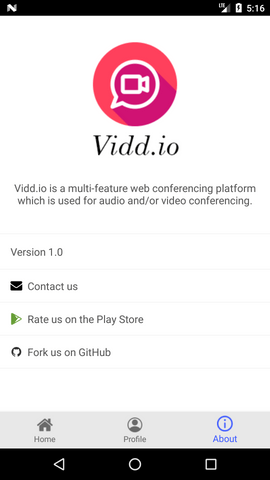 5:16
Vidd.io
Vidd.io is a multi-feature web conferencing platform
which is used for audio and/or video conferencing.
Version 1.0
Contact us
Rate us on the Play Store
Fork us on GitHub
Home Profile About